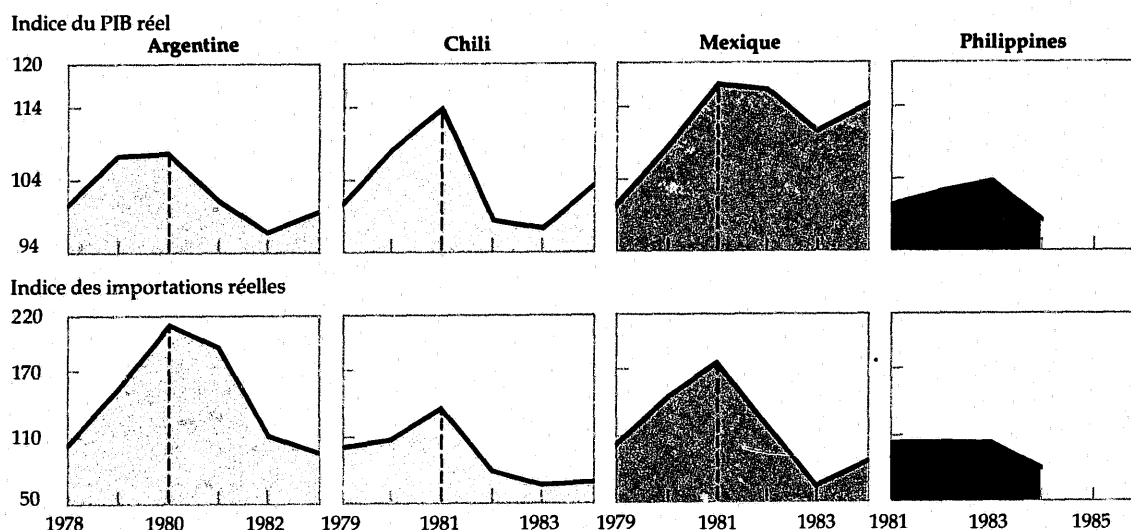 Indice du PIB réel
Argentine Chili Mexique Philippines
120
114
104
94
Indice des importations réelles
220
170
110
50
1978 1980 1982 1979 1981 1983 1979 1981 1983 1981 1983 1985